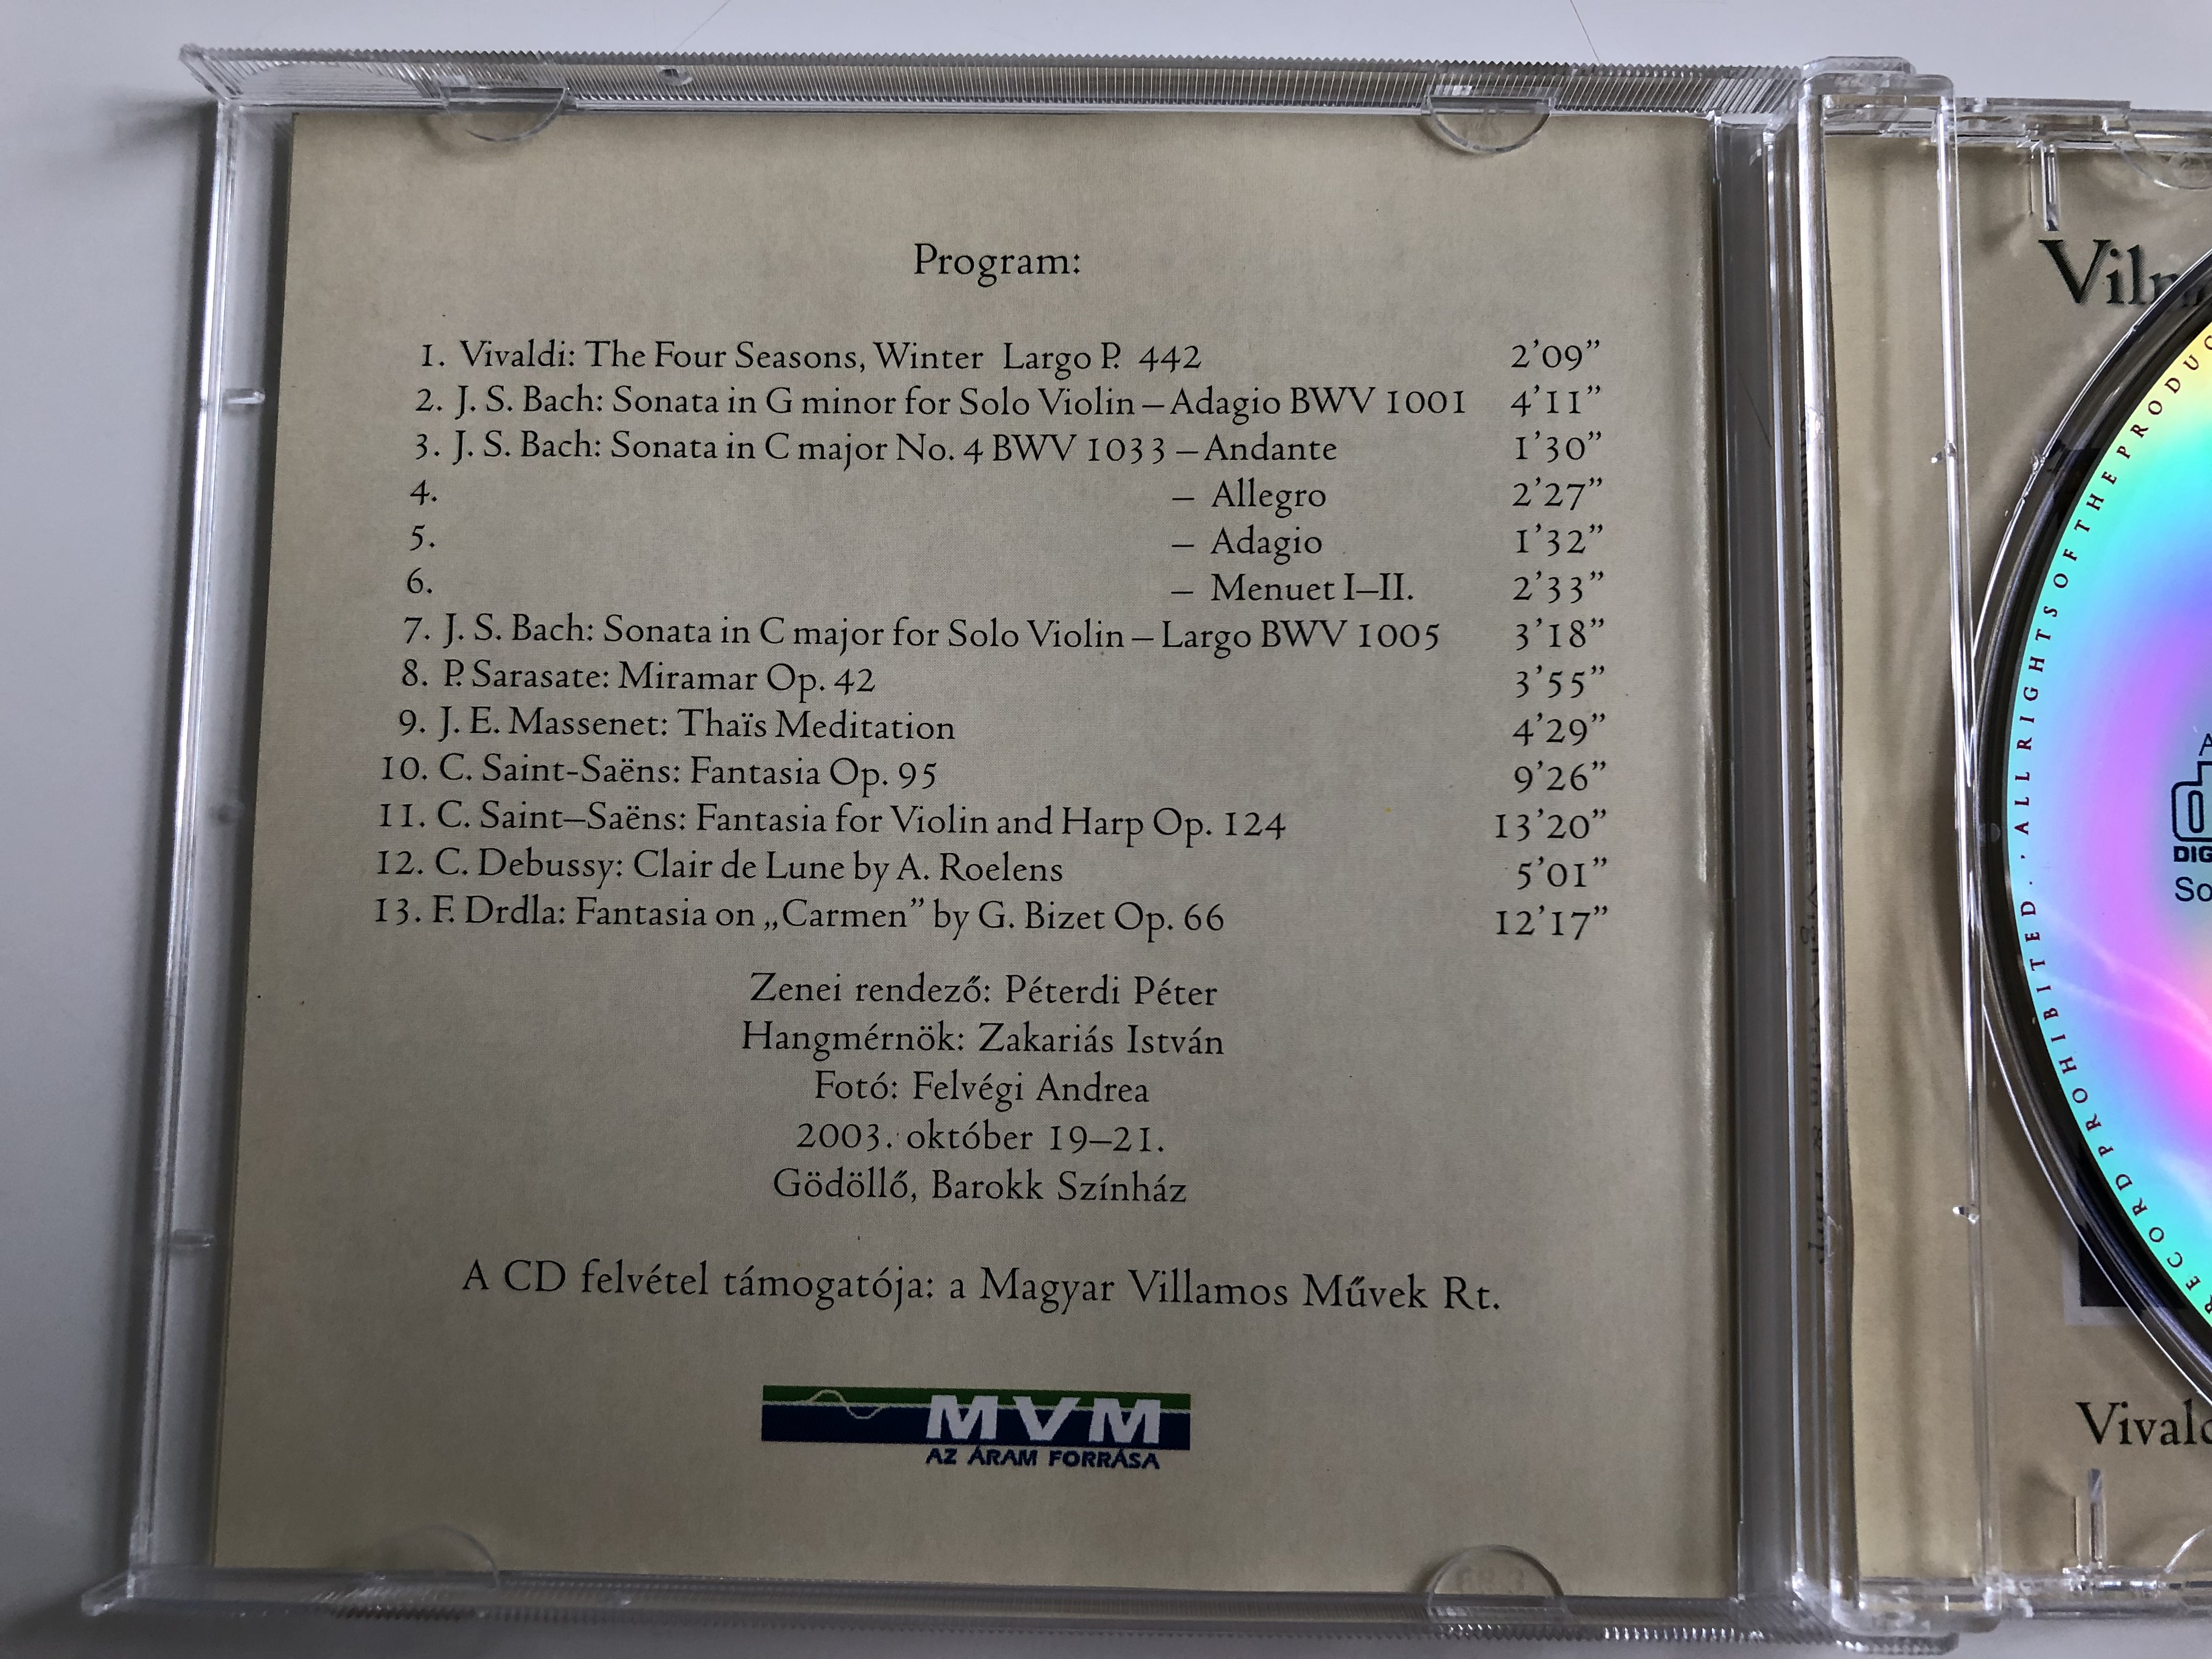 Program:
1. Vivaldi: The Four Seasons, Winter Largo P. 442 2’09”
2. J. S. Bach: Sonata in G minor for Solo Violin – Adagio BWV 1001 4’11”
3. J. S. Bach: Sonata in C major No. 4 BWV 1033 – Andante 1’30”
4. – Allegro 2’27”
5. – Adagio 1’32”
6. – Menuet I–II. 2’33”
7. J. S. Bach: Sonata in C major for Solo Violin – Largo BWV 1005 3’18”
8. P. Sarasate: Miramar Op. 42 3’55”
9. J. E. Massenet: Thaïs Meditation 4’29”
10. C. Saint-Saëns: Fantasia Op. 95 9’26”
11. C. Saint–Saëns: Fantasia for Violin and Harp Op. 124 13’20”
12. C. Debussy: Clair de Lune by A. Roelens 5’01”
13. F. Drdla: Fantasia on „Carmen” by G. Bizet Op. 66 12’17”
Zenei rendező: Péterdi Péter
Hangmérnök: Zakariás István
Fotó: Felvégi Andrea
2003. október 19–21.
Gödöllő, Barokk Színház
A CD felvétel támogatója: a Magyar Villamos Művek Rt.
MVM
AZ ÁRAM FORRÁSA
RECORD PROHIBITED · ALL RIGHTS OF THE PRODUC